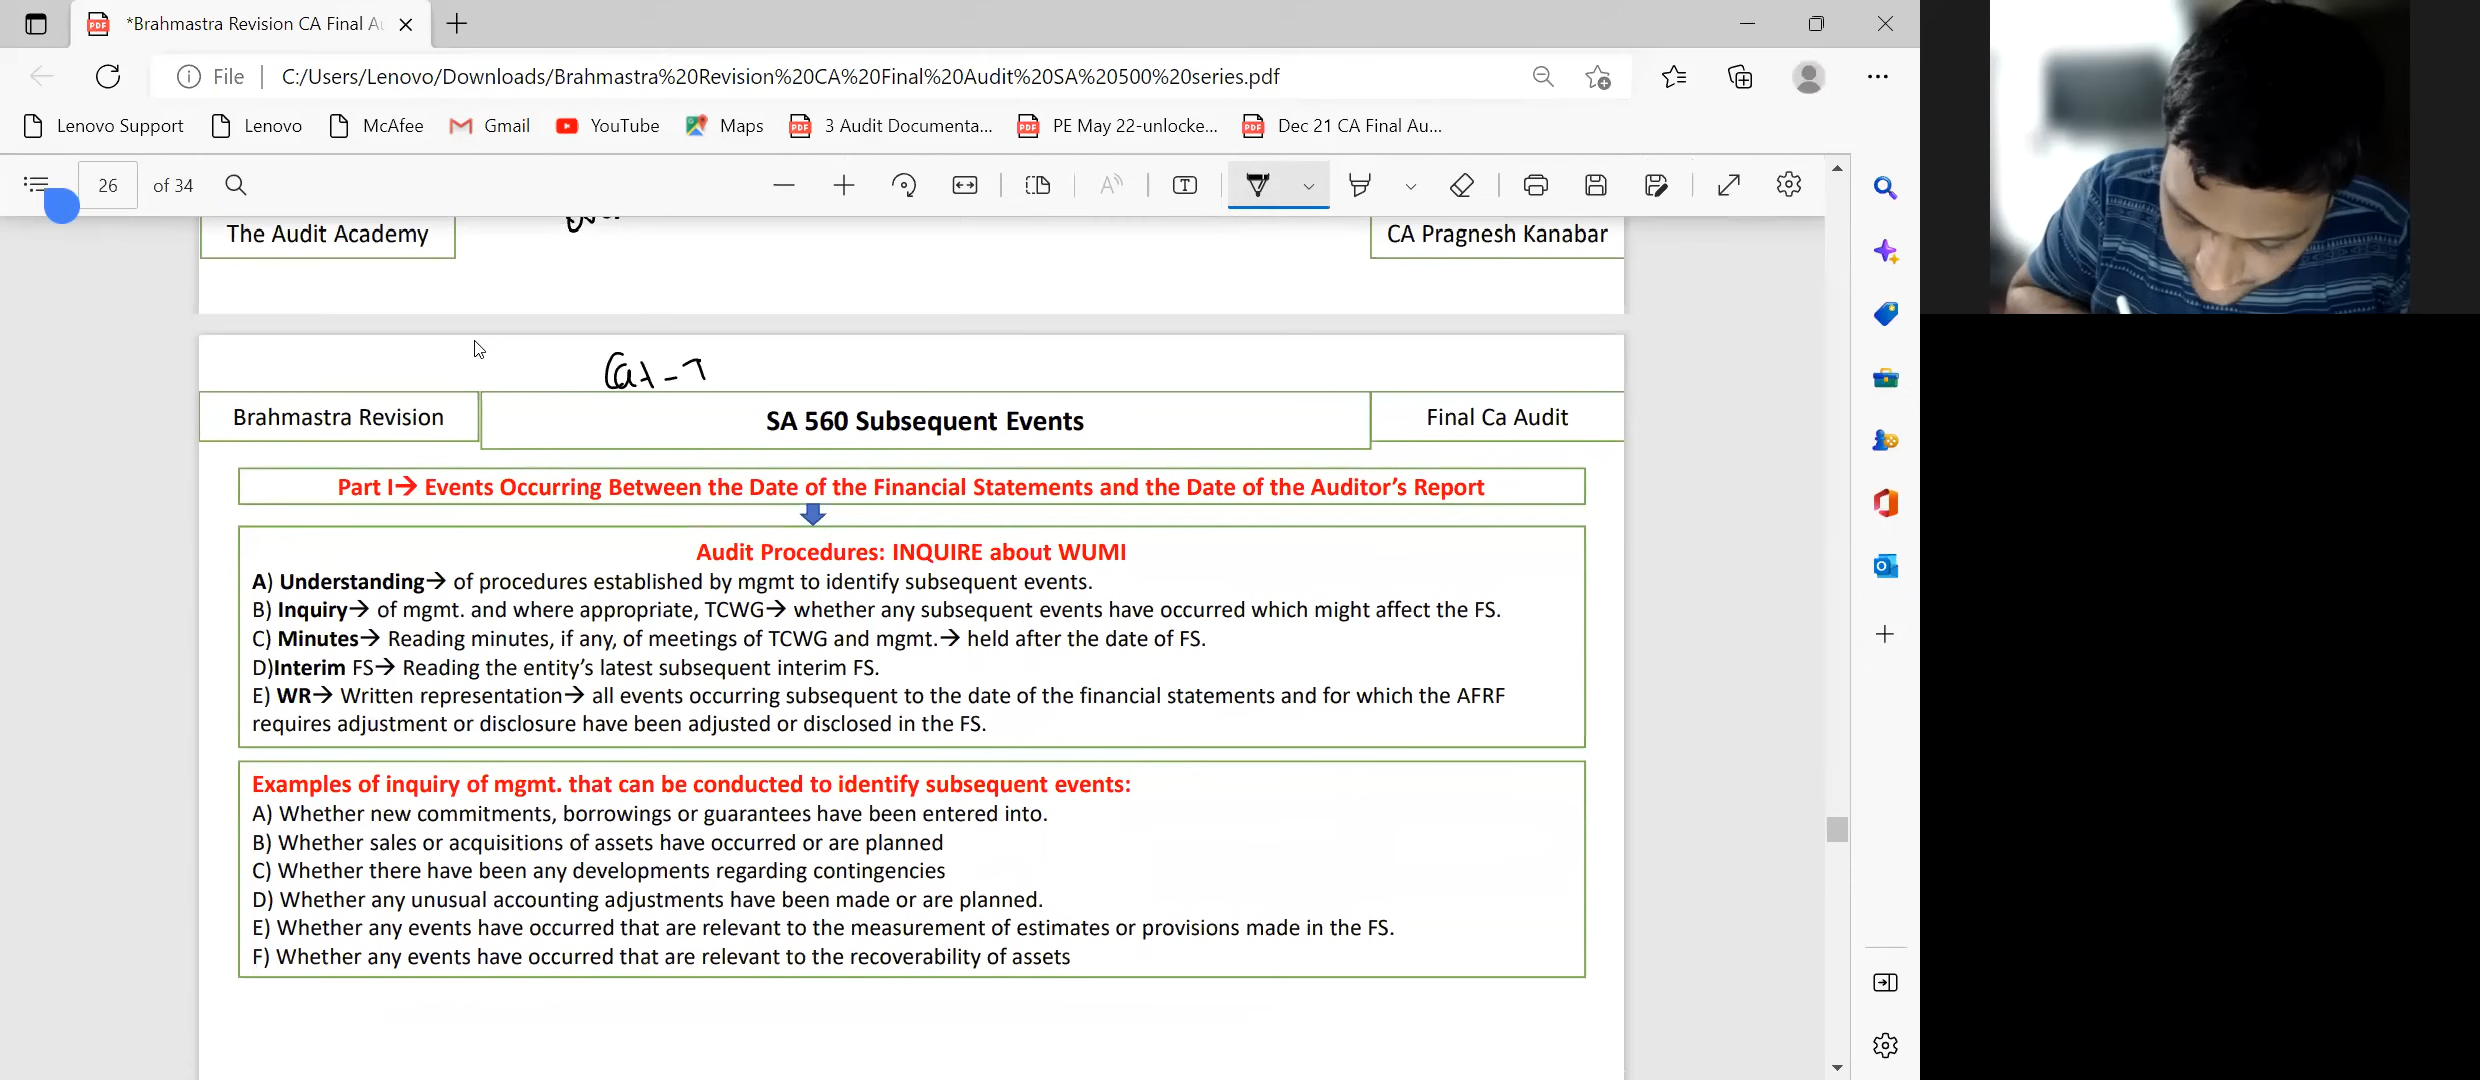 *Brahmastra Revision CA Final Au
File
C:/Users/Lenovo/Downloads/Brahmastra%20Revision%20CA%20Final%20Audit%20SA%20500%20series.pdf
Lenovo Support Lenovo McAfee Gmail YouTube Maps 3 Audit Documenta... PE May 22-unlocke... Dec 21 CA Final Au...
26 of 34
The Audit Academy CA Pragnesh Kanabar
Brahmastra Revision SA 560 Subsequent Events Final Ca Audit
Part I→ Events Occurring Between the Date of the Financial Statements and the Date of the Auditor’s Report
Audit Procedures: INQUIRE about WUMI
A) Understanding→ of procedures established by mgmt to identify subsequent events.
B) Inquiry→ of mgmt. and where appropriate, TCWG→ whether any subsequent events have occurred which might affect the FS.
C) Minutes→ Reading minutes, if any, of meetings of TCWG and mgmt.→ held after the date of FS.
D)Interim FS→ Reading the entity’s latest subsequent interim FS.
E) WR→ Written representation→ all events occurring subsequent to the date of the financial statements and for which the AFRF
requires adjustment or disclosure have been adjusted or disclosed in the FS.
Examples of inquiry of mgmt. that can be conducted to identify subsequent events:
A) Whether new commitments, borrowings or guarantees have been entered into.
B) Whether sales or acquisitions of assets have occurred or are planned
C) Whether there have been any developments regarding contingencies
D) Whether any unusual accounting adjustments have been made or are planned.
E) Whether any events have occurred that are relevant to the measurement of estimates or provisions made in the FS.
F) Whether any events have occurred that are relevant to the recoverability of assets